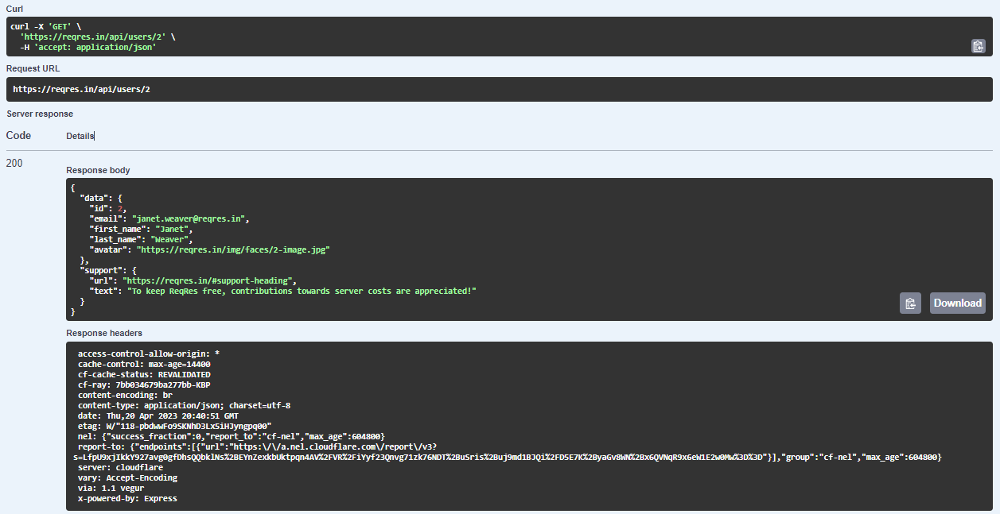 Curl
curl -X 'GET' \
'https://reqres.in/api/users/2' \
-H 'accept: application/json'
Request URL
https://reqres.in/api/users/2
Server response
Code Details
200
Response body
{
"data": {
"id": 2,
"email": "janet.weaver@reqres.in",
"first_name": "Janet",
"last_name": "Weaver",
"avatar": "https://reqres.in/img/faces/2-image.jpg"
},
"support": {
"url": "https://reqres.in/#support-heading",
"text": "To keep ReqRes free, contributions towards server costs are appreciated!"
}
}
Download
Response headers
access-control-allow-origin: *
cache-control: max-age=14400
cf-cache-status: REVALIDATED
cf-ray: 7bb034679ba277bb-KBP
content-encoding: br
content-type: application/json; charset=utf-8
date: Thu,20 Apr 2023 20:40:51 GMT
etag: W/"118-pbdwwFo9SKNhD3Lx5iHJyngpq00"
nel: {"success_fraction":0,"report_to":"cf-nel","max_age":604800}
report-to: {"endpoints":[{"url":"https:\/\/a.nel.cloudflare.com\/report\/v3?
s=LfpU9xjIkkY927avg0gfDhsQQbklNs%2BEYnZexkbUktpqn4AV%2FVR%2FiYyf23Qnvg71zk76NDT%2BuSris%2Buj9md1BJQi%2FD5E7K%2ByaGv8WN%2Bx6QVNqR9x6eW1E2w0Mw%3D%3D"}],"group":"cf-nel","max_age":604800}
server: cloudflare
vary: Accept-Encoding
via: 1.1 vegur
x-powered-by: Express